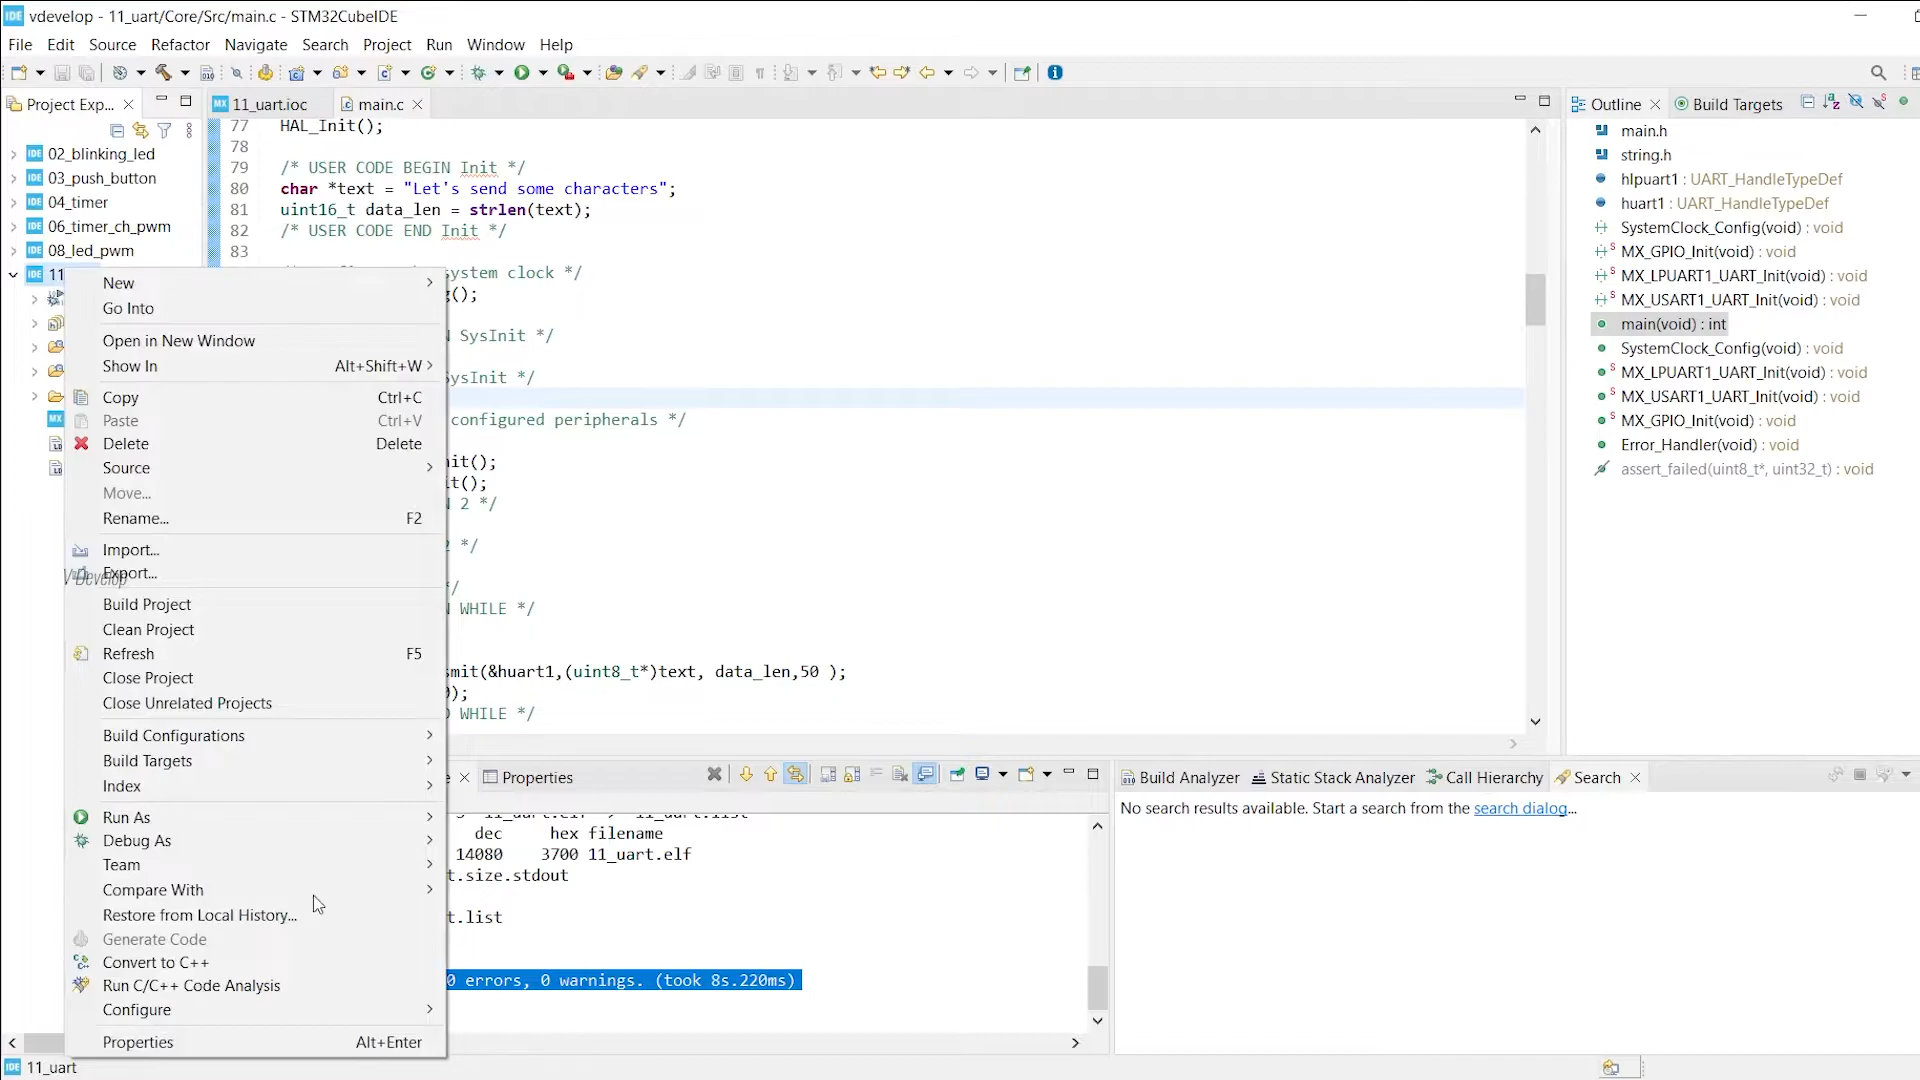 vdevelop - 11_uart/Core/Src/main.c - STM32CubeIDE
File Edit Source Refactor Navigate Search Project Run Window Help
Project Exp...
02_blinking_led
03_push_button
04_timer
06_timer_ch_pwm
08_led_pwm
11
New
Go Into
Open in New Window
Show In Alt+Shift+W
Copy Ctrl+C
Paste Ctrl+V
Delete Delete
Source
Move...
Rename... F2
Import...
Export...
V Develop
Build Project
Clean Project
Refresh F5
Close Project
Close Unrelated Projects
Build Configurations
Build Targets
Index
Run As
Debug As
Team
Compare With
Restore from Local History...
Generate Code
Convert to C++
Run C/C++ Code Analysis
Configure
Properties Alt+Enter
11_uart.ioc main.c
77 HAL_Init();
78
79 /* USER CODE BEGIN Init */
80 char *text = "Let's send some characters";
81 uint16_t data_len = strlen(text);
82 /* USER CODE END Init */
83
system clock */
g();
N SysInit */
SysInit */
configured peripherals */
nit();
it();
N 2 */
2 */
*/
N WHILE */
smit(&huart1,(uint8_t*)text, data_len,50 );
);
WHILE */
Properties
dec hex filename
14080 3700 11_uart.elf
t.size.stdout
t.list
0 errors, 0 warnings. (took 8s.220ms)
Outline Build Targets
main.h
string.h
hlpuart1 : UART_HandleTypeDef
huart1 : UART_HandleTypeDef
SystemClock_Config(void) : void
MX_GPIO_Init(void) : void
MX_LPUART1_UART_Init(void) : void
MX_USART1_UART_Init(void) : void
main(void) : int
SystemClock_Config(void) : void
MX_LPUART1_UART_Init(void) : void
MX_USART1_UART_Init(void) : void
MX_GPIO_Init(void) : void
Error_Handler(void) : void
assert_failed(uint8_t*, uint32_t) : void
Build Analyzer Static Stack Analyzer Call Hierarchy Search
No search results available. Start a search from the search dialog...
11_uart